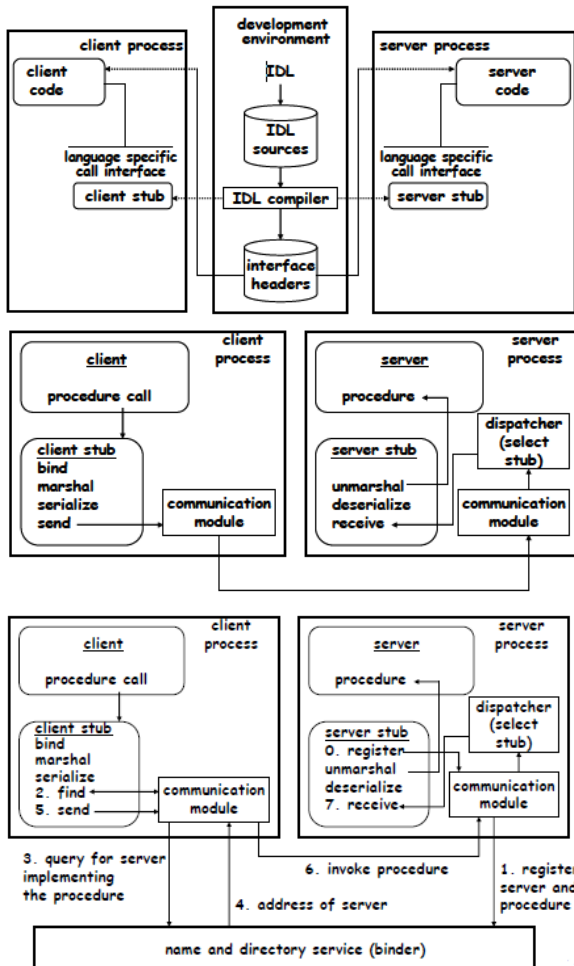 development
environment
client process
server process
IDL
client
code
server
code
IDL
sources
language specific
call interface
language specific
call interface
client stub
IDL compiler
server stub
interface
headers
client
process
server
process
client
server
procedure call
procedure
dispatcher
(select
stub)
client stub
bind
marshal
serialize
send
server stub
unmarshal
deserialize
receive
communication
module
communication
module
client
process
server
process
client
server
procedure call
procedure
dispatcher
(select
stub)
client stub
bind
marshal
serialize
2. find
5. send
communication
module
server stub
0. register
unmarshal
deserialize
7. receive
communication
module
3. query for server
implementing
the procedure
4. address of server
6. invoke procedure
1. register
server and
procedure
name and directory service (binder)